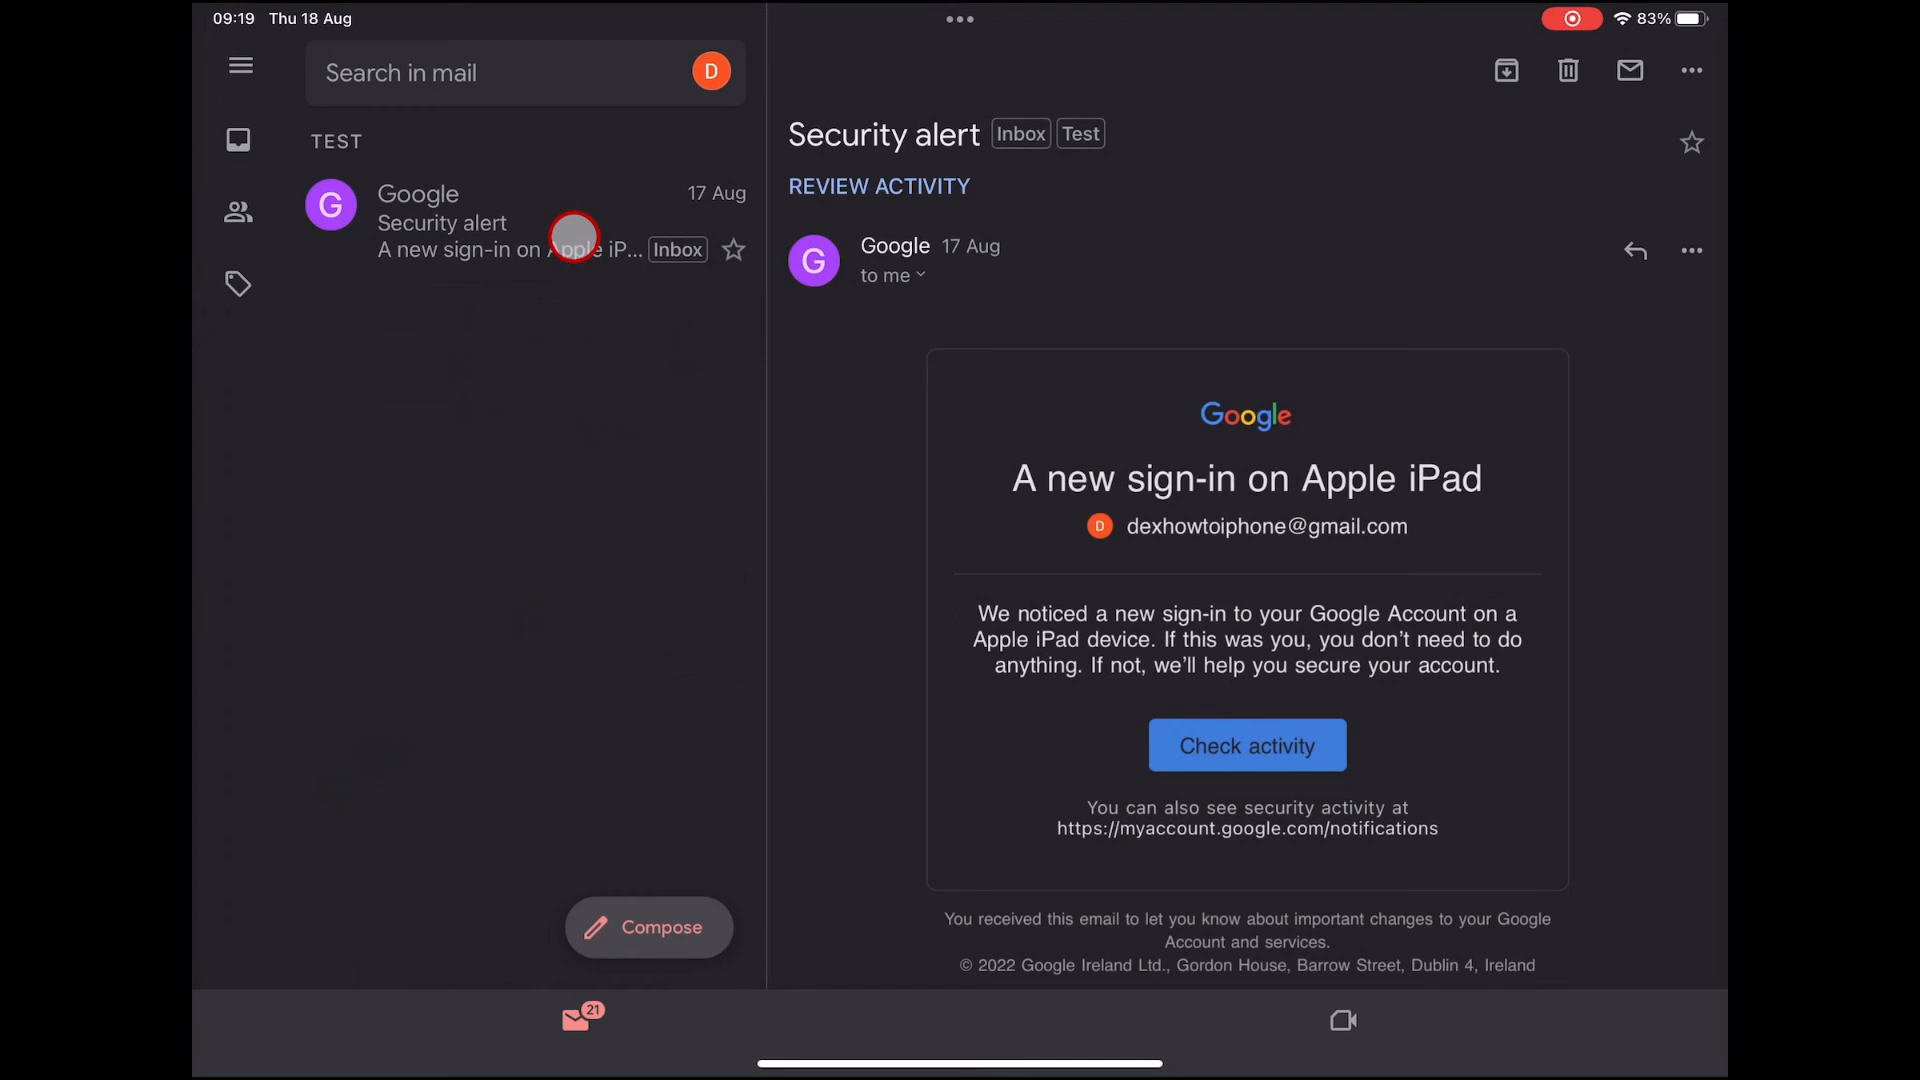 09:19 Thu 18 Aug
83%
Search in mail
D
TEST
G
Google
17 Aug
Security alert
A new sign-in on Apple iP...
Inbox
Security alert
Inbox
Test
REVIEW ACTIVITY
G
Google 17 Aug
to me
Google
A new sign-in on Apple iPad
D
dexhowtoiphone@gmail.com
We noticed a new sign-in to your Google Account on a
Apple iPad device. If this was you, you don't need to do
anything. If not, we'll help you secure your account.
Check activity
You can also see security activity at
https://myaccount.google.com/notifications
You received this email to let you know about important changes to your Google
Account and services.
© 2022 Google Ireland Ltd., Gordon House, Barrow Street, Dublin 4, Ireland
Compose
21